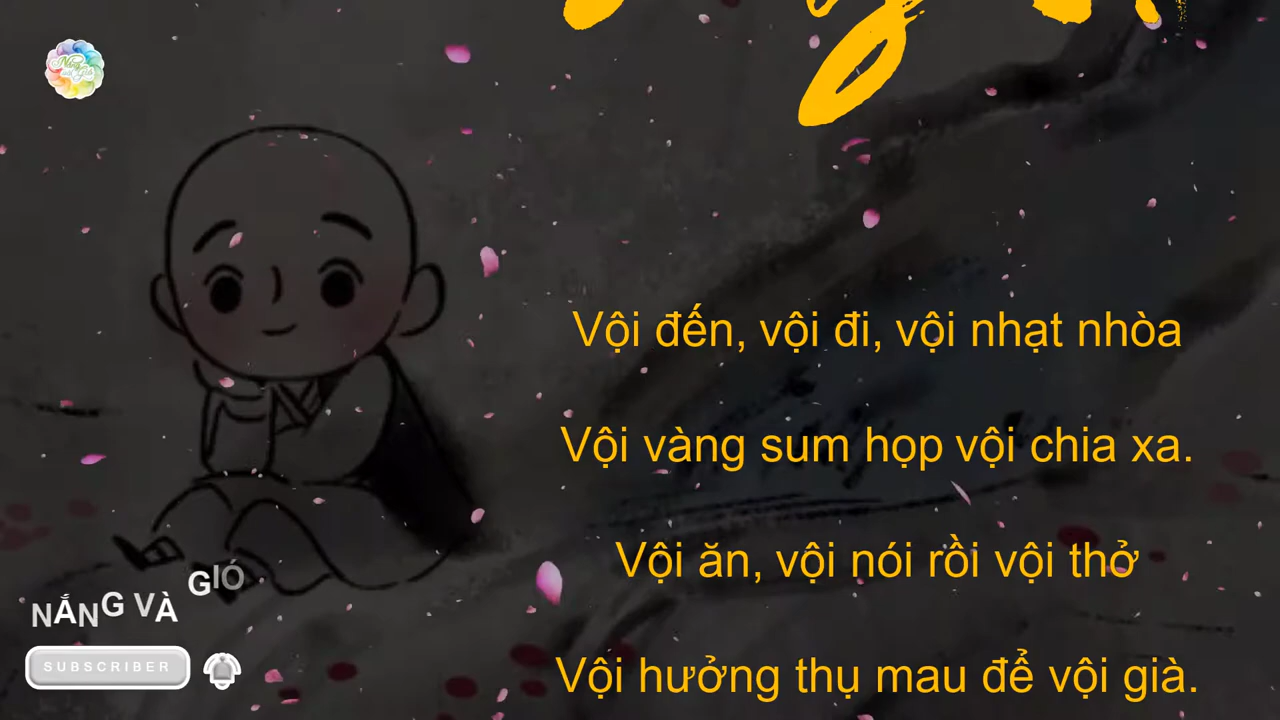 Vội đến, vội đi, vội nhạt nhòa
Vội vàng sum họp vội chia xa.
Vội ăn, vội nói rồi vội thở
Vội hưởng thụ mau để vội già.
NẮNG VÀ GIÓ
SUBSCRIBER